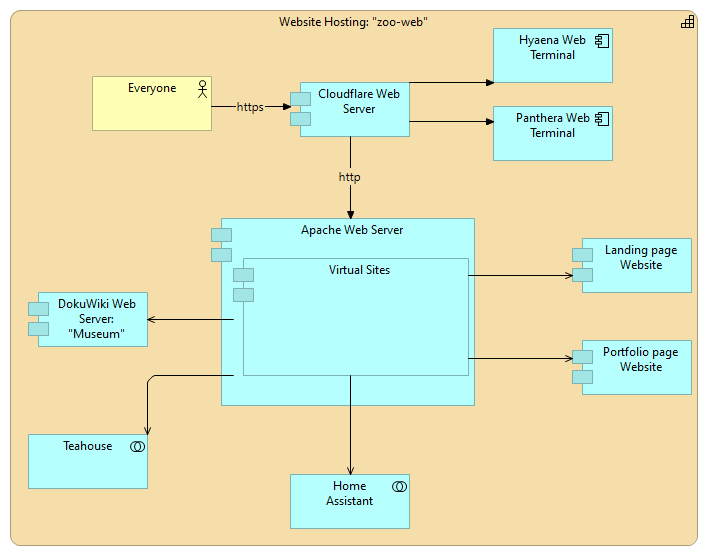 Website Hosting: "zoo-web"
Hyaena Web
Terminal
Everyone
https
Cloudflare Web
Server
Panthera Web
Terminal
http
Apache Web Server
Virtual Sites
Landing page
Website
DokuWiki Web
Server:
"Museum"
Portfolio page
Website
Teahouse
Home
Assistant